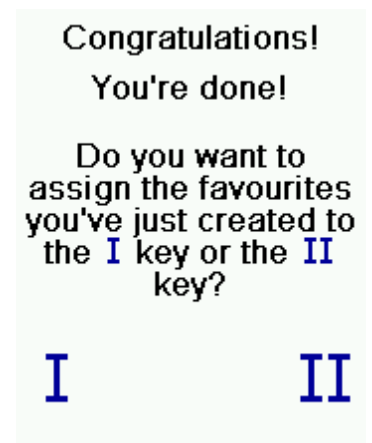 Congratulations!
You're done!
Do you want to
assign the favourites
you've just created to
the I key or the II
key?
I II